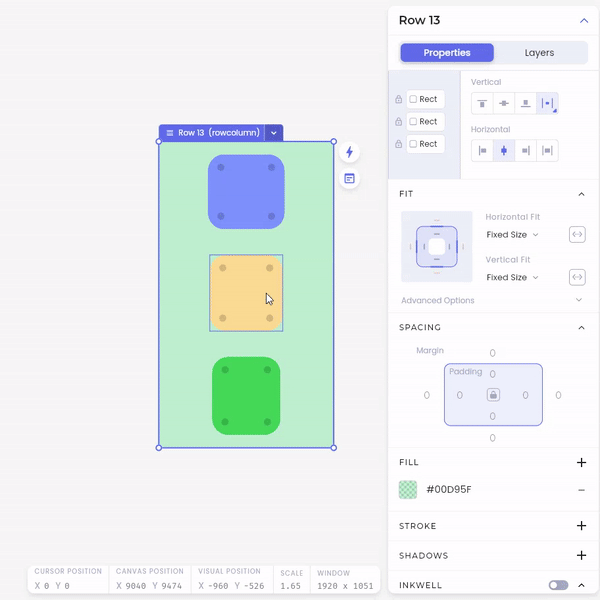 Row 13
Properties
Layers
Vertical
Rect
Rect
Horizontal
Rect
Row 13 (rowcolumn)
FIT
Horizontal Fit
Fixed Size
Vertical Fit
Fixed Size
Advanced Options
SPACING
Margin
0
Padding
0
0
0
0
0
0
0
FILL
#00D95F
STROKE
SHADOWS
INKWELL
CURSOR POSITION
CANVAS POSITION
VISUAL POSITION
SCALE
WINDOW
X 0 Y 0
X 9040 Y 9474
X -960 Y -526
1.65
1920 x 1051